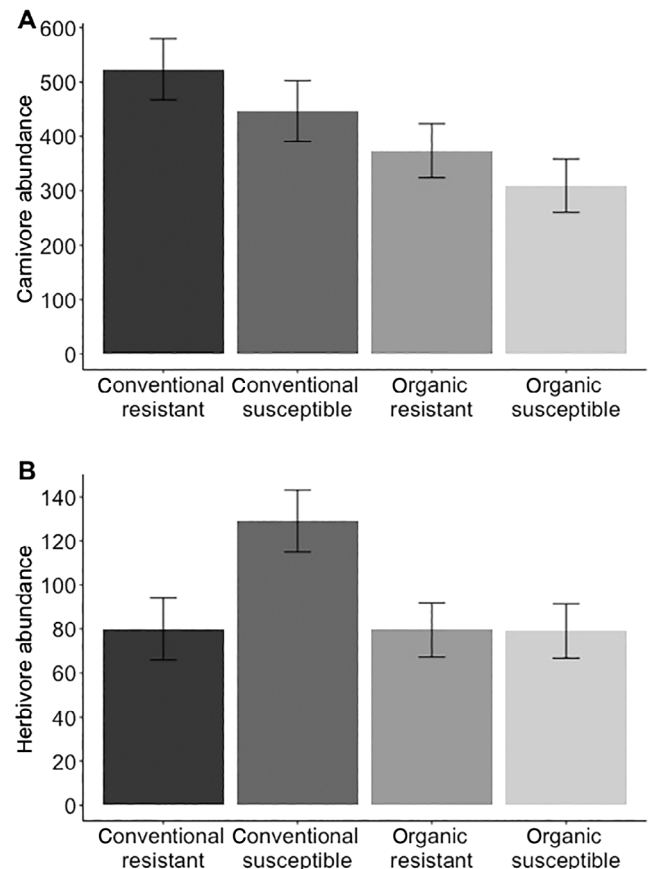 A
Carnivore abundance
600
500
400
300
200
100
0
Conventional resistant
Conventional susceptible
Organic resistant
Organic susceptible
B
Herbivore abundance
140
120
100
80
60
40
20
0
Conventional resistant
Conventional susceptible
Organic resistant
Organic susceptible